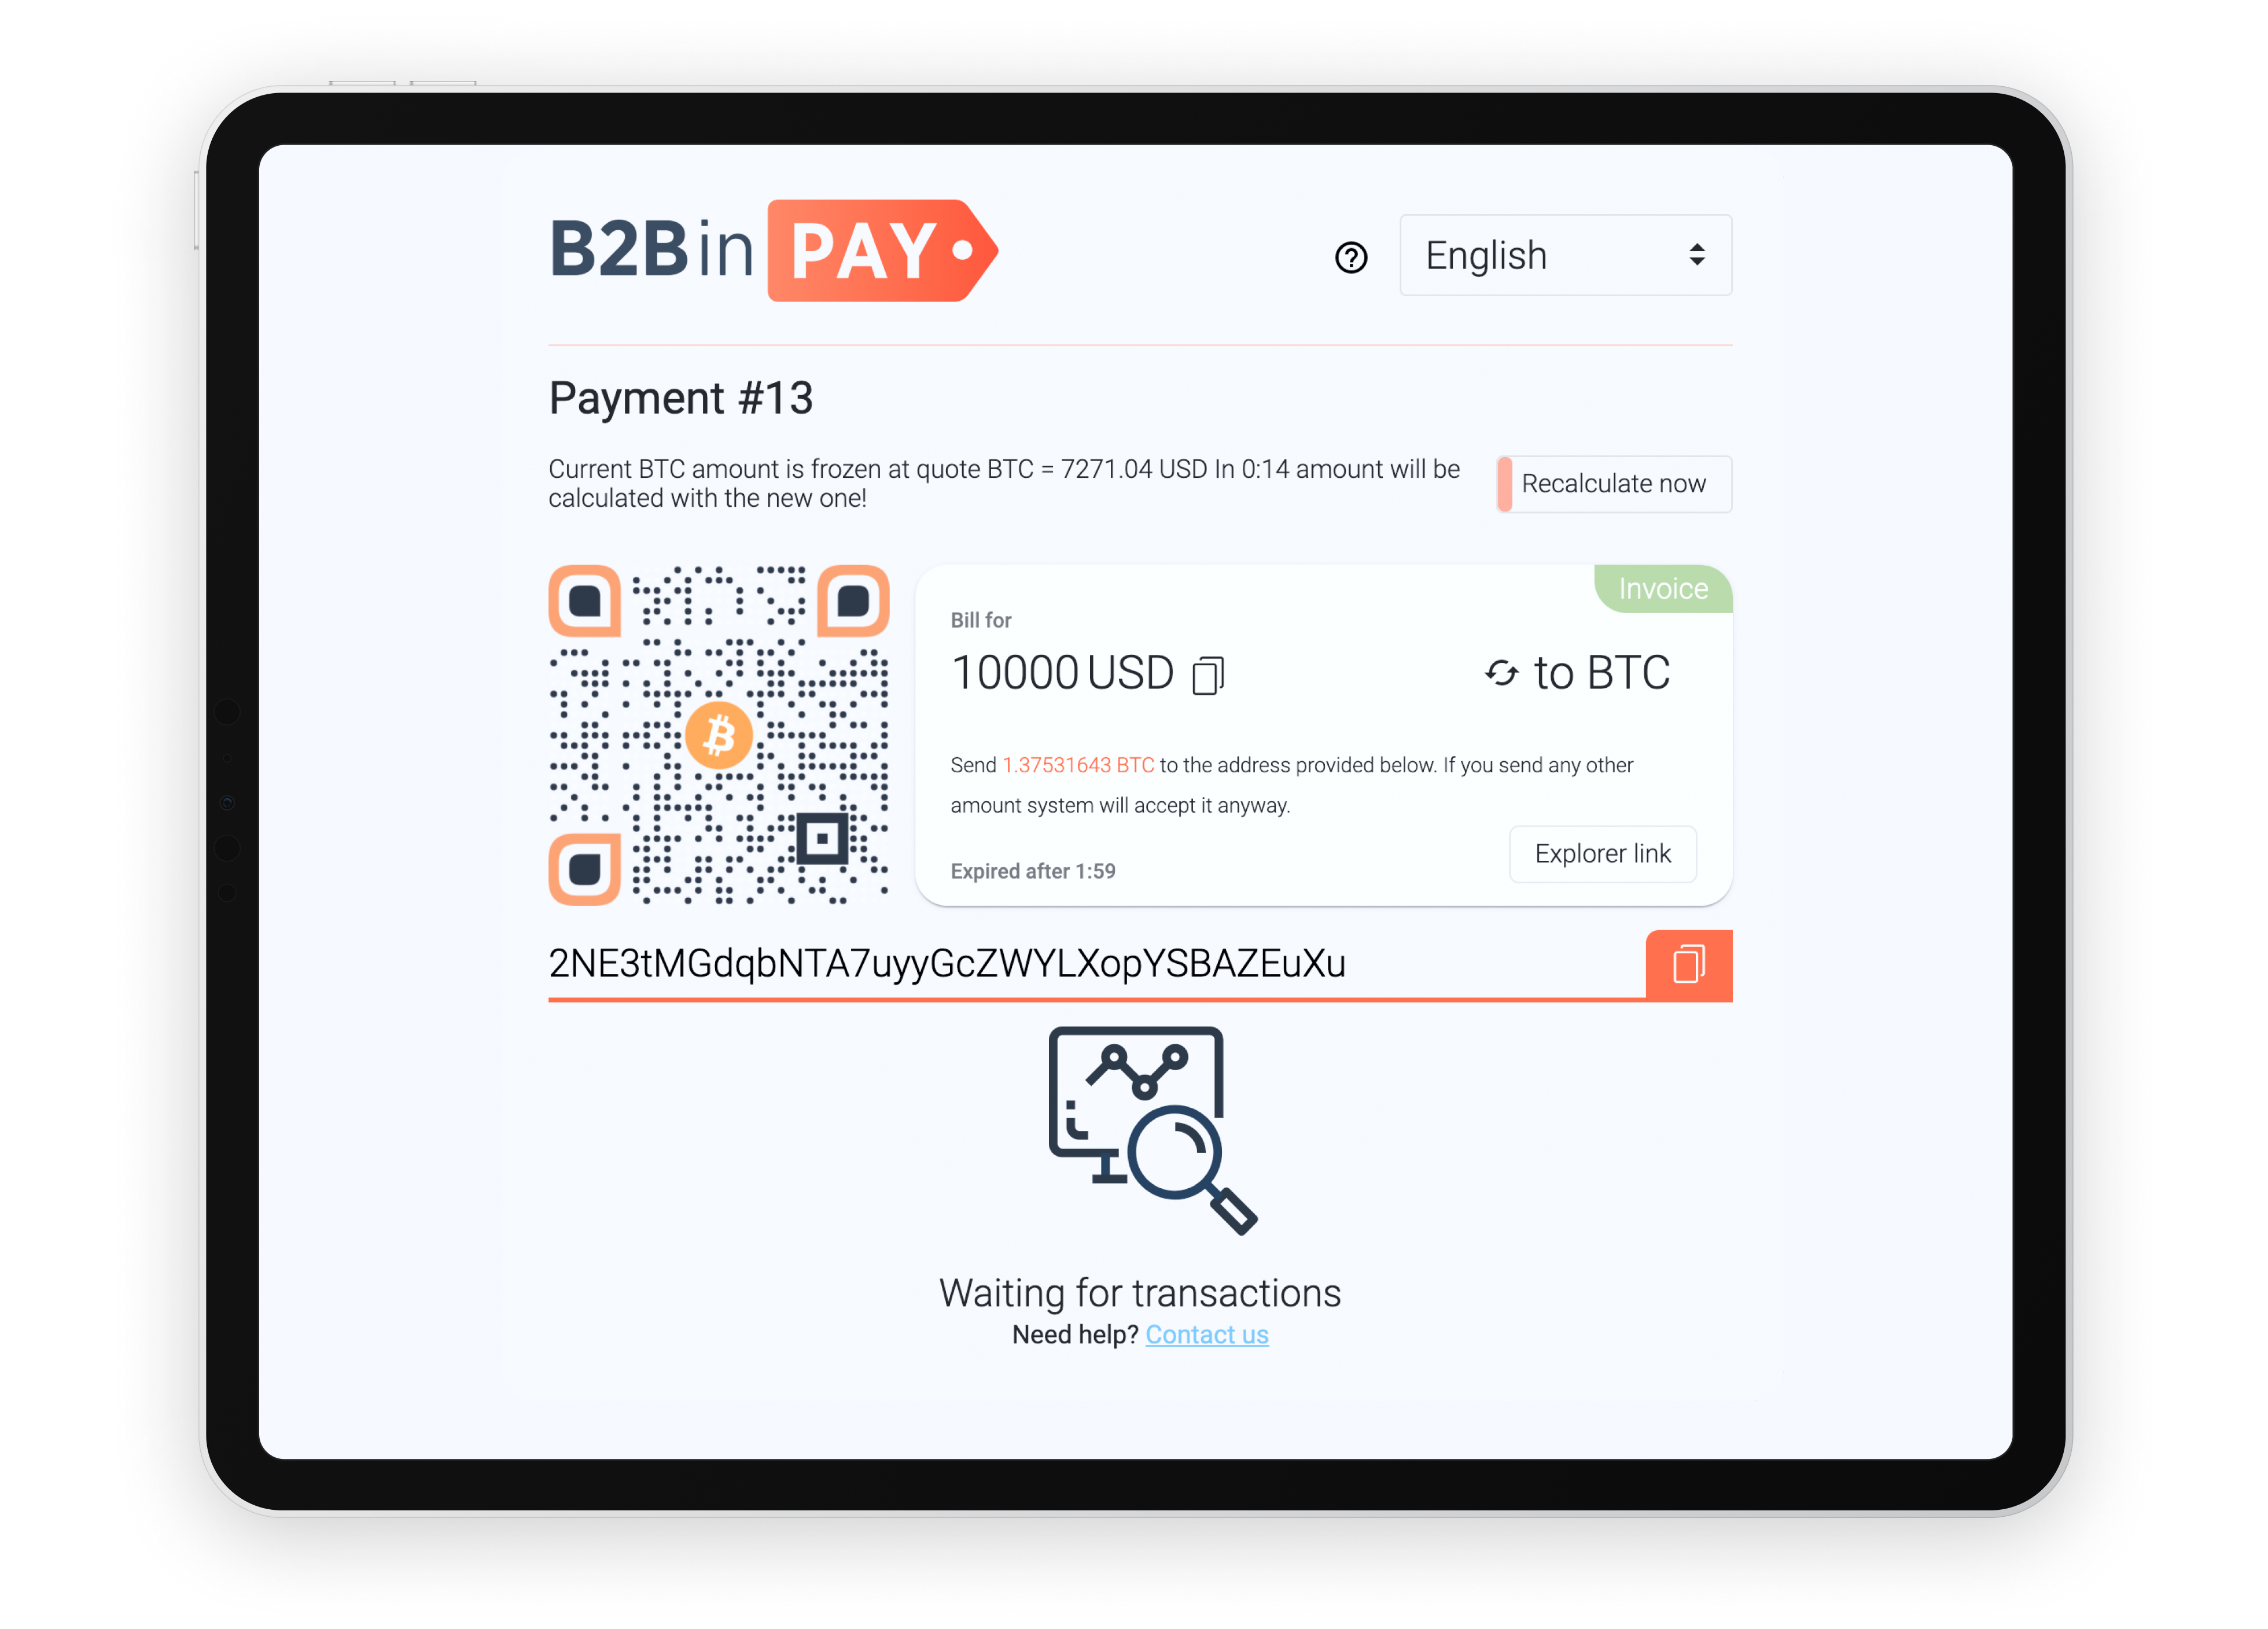 B2Bin PAY
English
Payment #13
Current BTC amount is frozen at quote BTC = 7271.04 USD In 0:14 amount will be
calculated with the new one!
Recalculate now
Invoice
Bill for
10000 USD
to BTC
Send 1.37531643 BTC to the address provided below. If you send any other
amount system will accept it anyway.
Expired after 1:59
Explorer link
2NE3tMGdqbNTA7uyyGcZWYLXopYSBAZEuXu
Waiting for transactions
Need help? Contact us